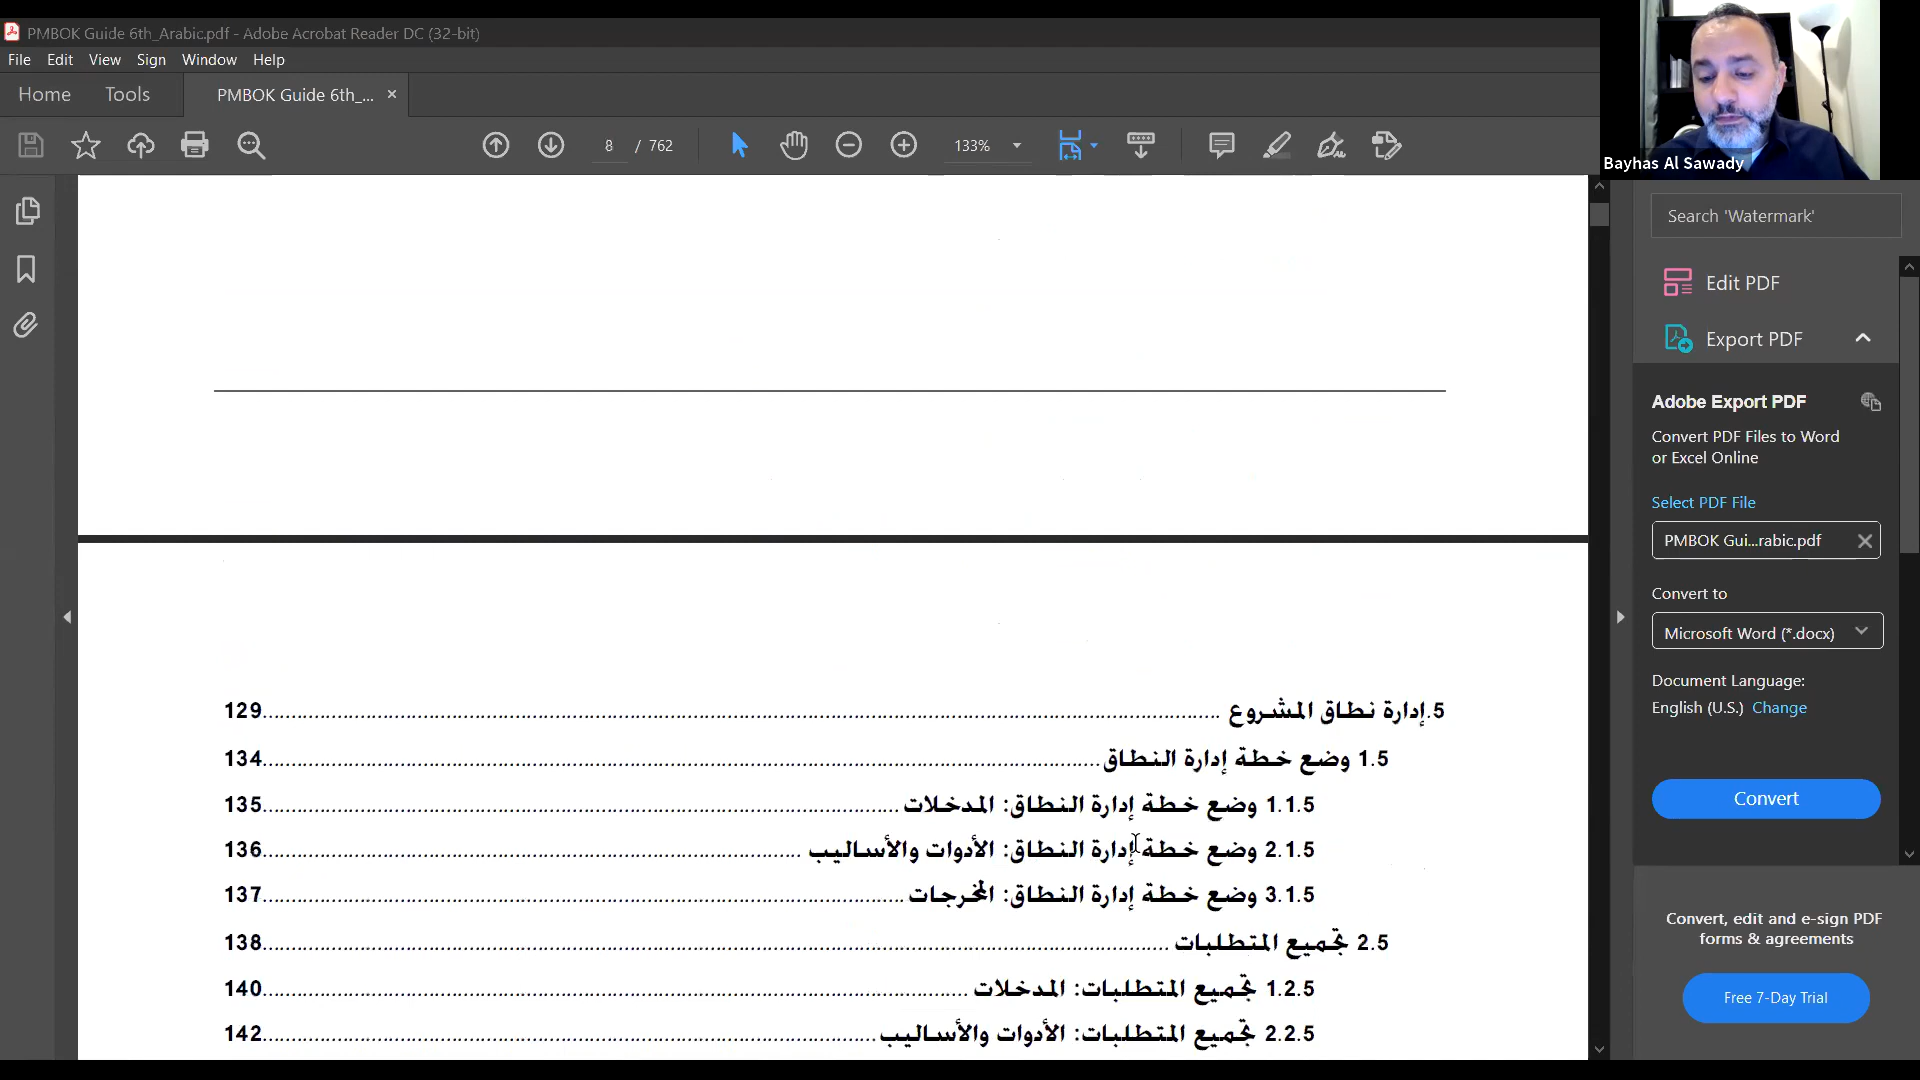 PMBOK Guide 6th_Arabic.pdf - Adobe Acrobat Reader DC (32-bit)
File Edit View Sign Window Help
Home Tools PMBOK Guide 6th_... ×
8 / 762 133%
Bayhas Al Sawady
Search 'Watermark'
Edit PDF
Export PDF
Adobe Export PDF
Convert PDF Files to Word
or Excel Online
Select PDF File
PMBOK Gui...rabic.pdf
Convert to
Microsoft Word (*.docx)
Document Language:
English (U.S.) Change
Convert
Convert, edit and e-sign PDF
forms & agreements
Free 7-Day Trial
5.إدارة نطاق المشروع ........ 129
1.5 وضع خطة إدارة النطاق........ 134
1.1.5 وضع خطة إدارة النطاق: المدخلات........ 135
2.1.5 وضع خطة إدارة النطاق: الأدوات والأساليب ........ 136
3.1.5 وضع خطة إدارة النطاق: المخرجات........ 137
2.5 تجميع المتطلبات ........ 138
1.2.5 تجميع المتطلبات: المدخلات ........ 140
2.2.5 تجميع المتطلبات: الأدوات والأساليب........ 142